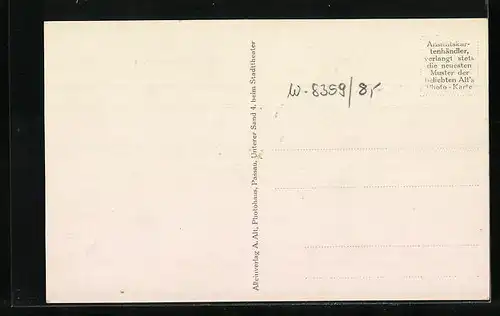 Alleinverlag A. Alt, Photohaus, Passau, Unterer Sand 4, beim Stadttheater
Ansichtskar-
tenhändler,
verlangt stets
die neuesten
Muster der
beliebten Alt's
Photo-Karte
W-8359/8,-